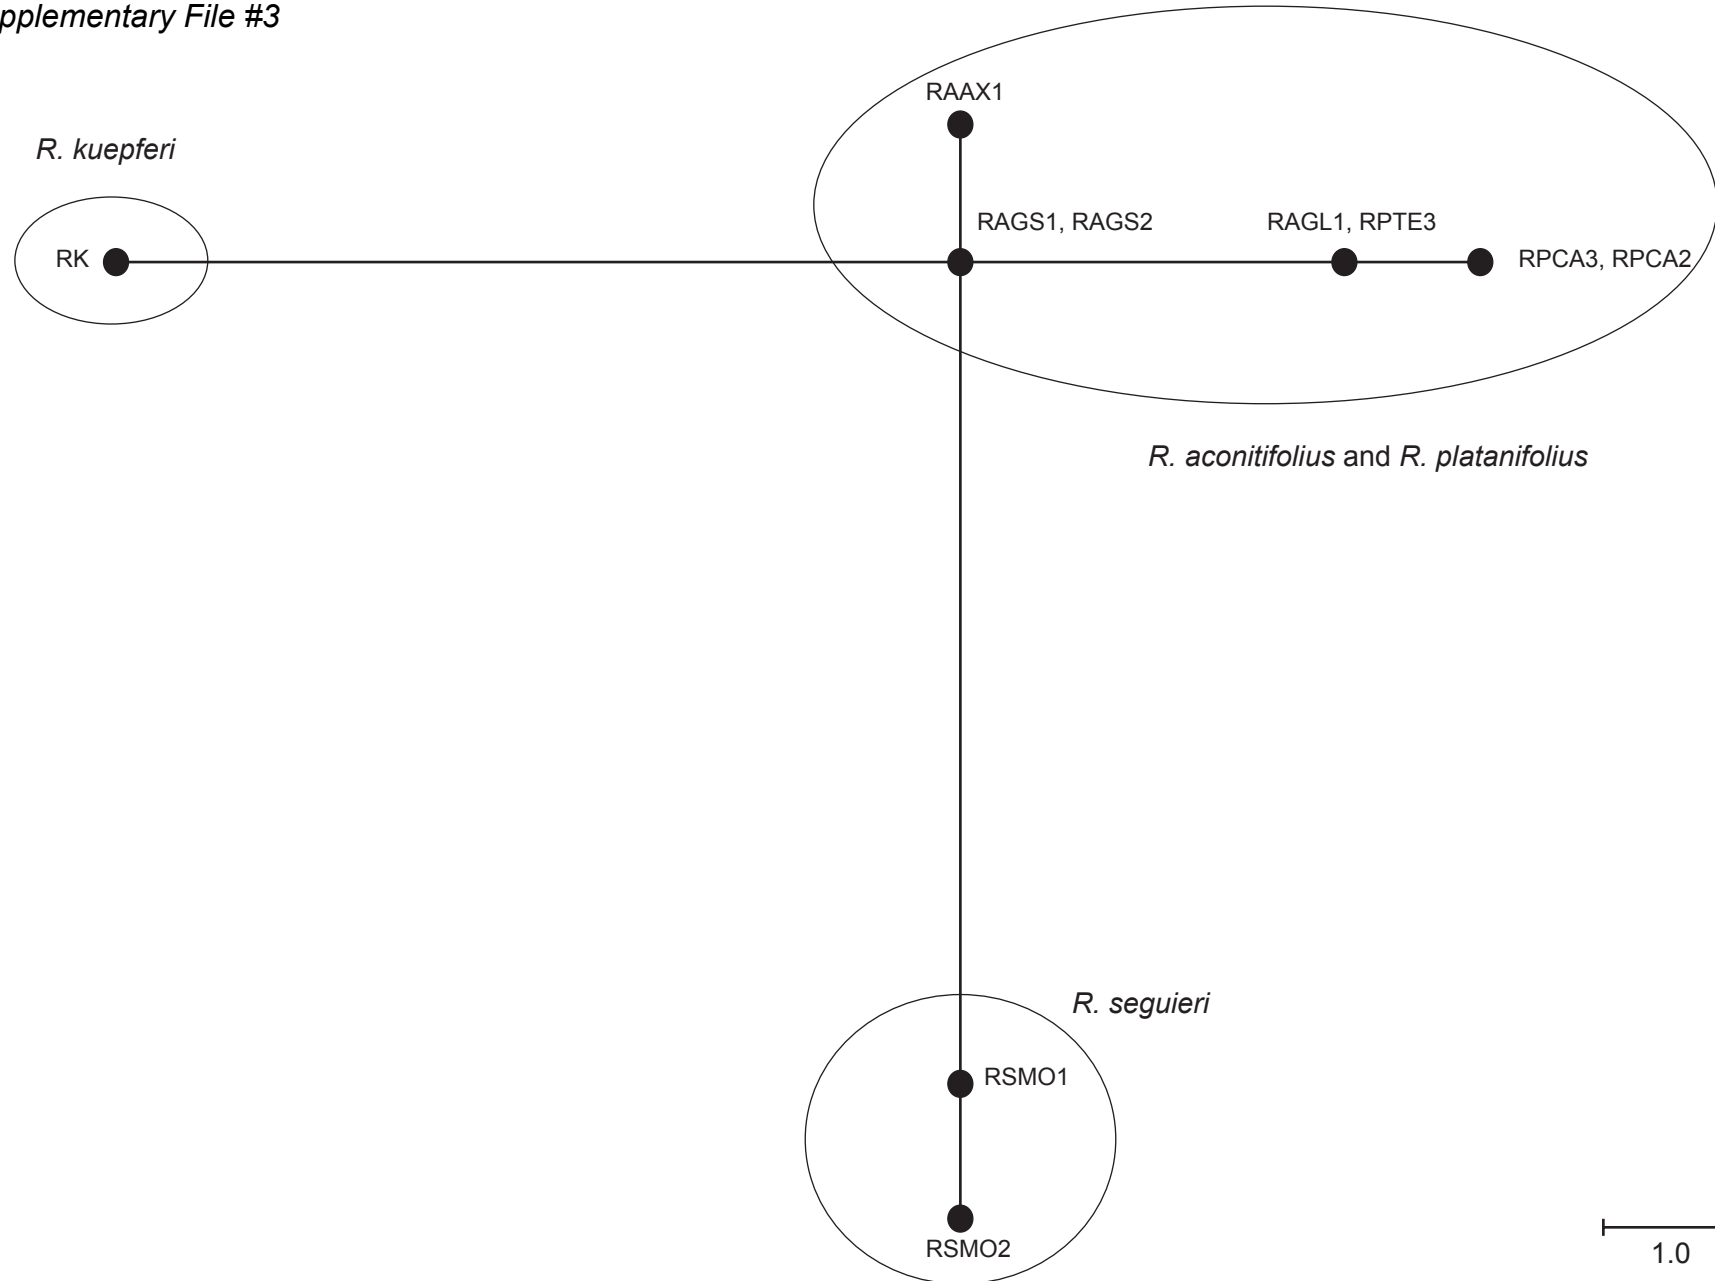 pplementary File #3
RAAX1
R. kuepferi
RAGS1, RAGS2
RAGL1, RPTE3
RK
RPCA3, RPCA2
R. aconitifolius and R. platanifolius
R. seguieri
RSMO1
RSMO2
1.0